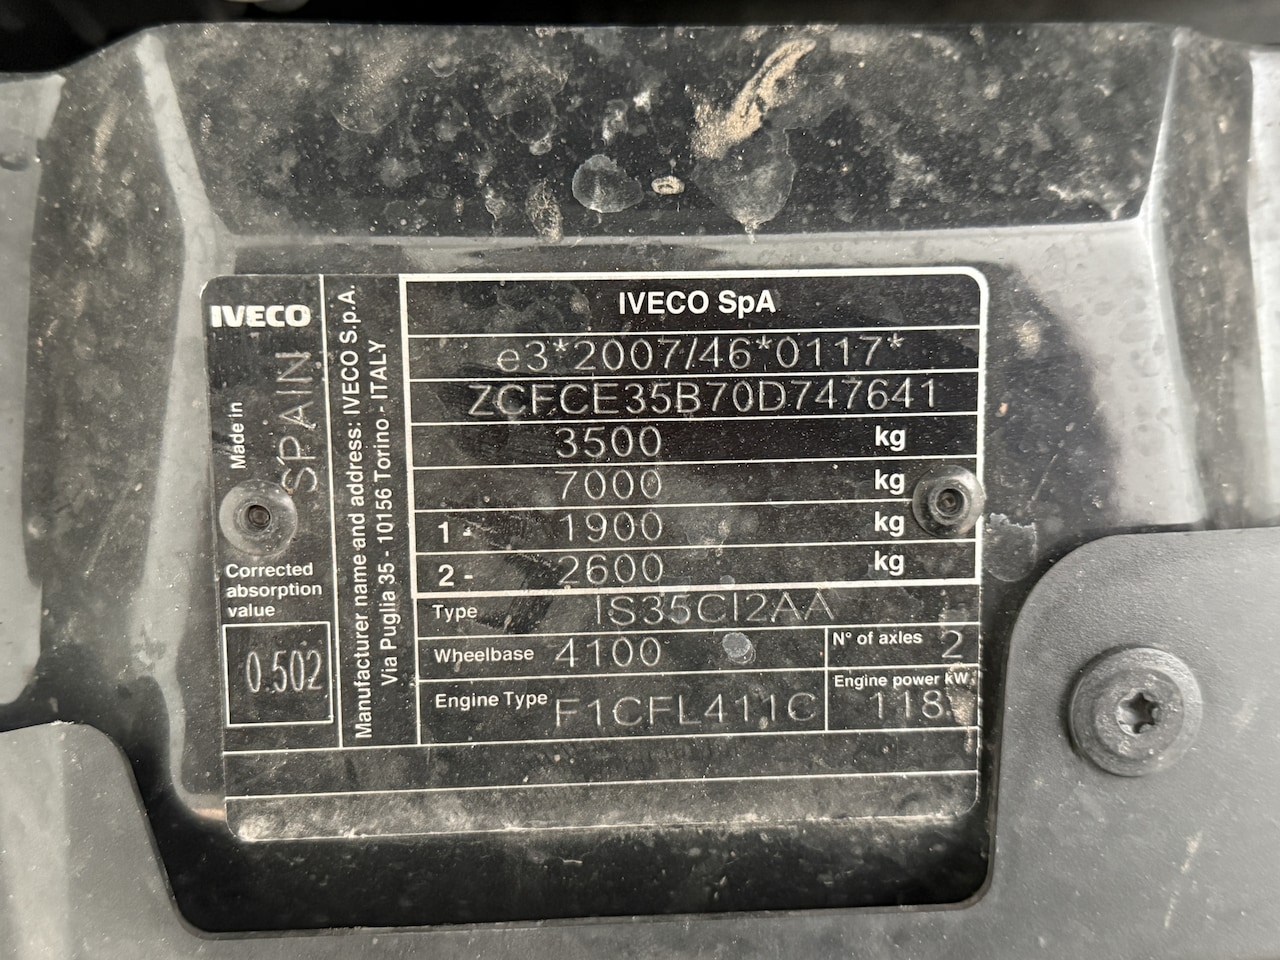 IVECO
Made in
SPAIN
Corrected
absorption
value
0.502
Manufacturer name and address: IVECO S.p.A.
Via Puglia 35 - 10156 Torino - ITALY
IVECO SpA
e3*2007/46*0117*
ZCFCE35B70D747641
3500 kg
7000 kg
1- 1900 kg
2- 2600 kg
Type IS35CI2AA
Wheelbase 4100 N° of axles 2
Engine Type F1CFL411C Engine power kW 118